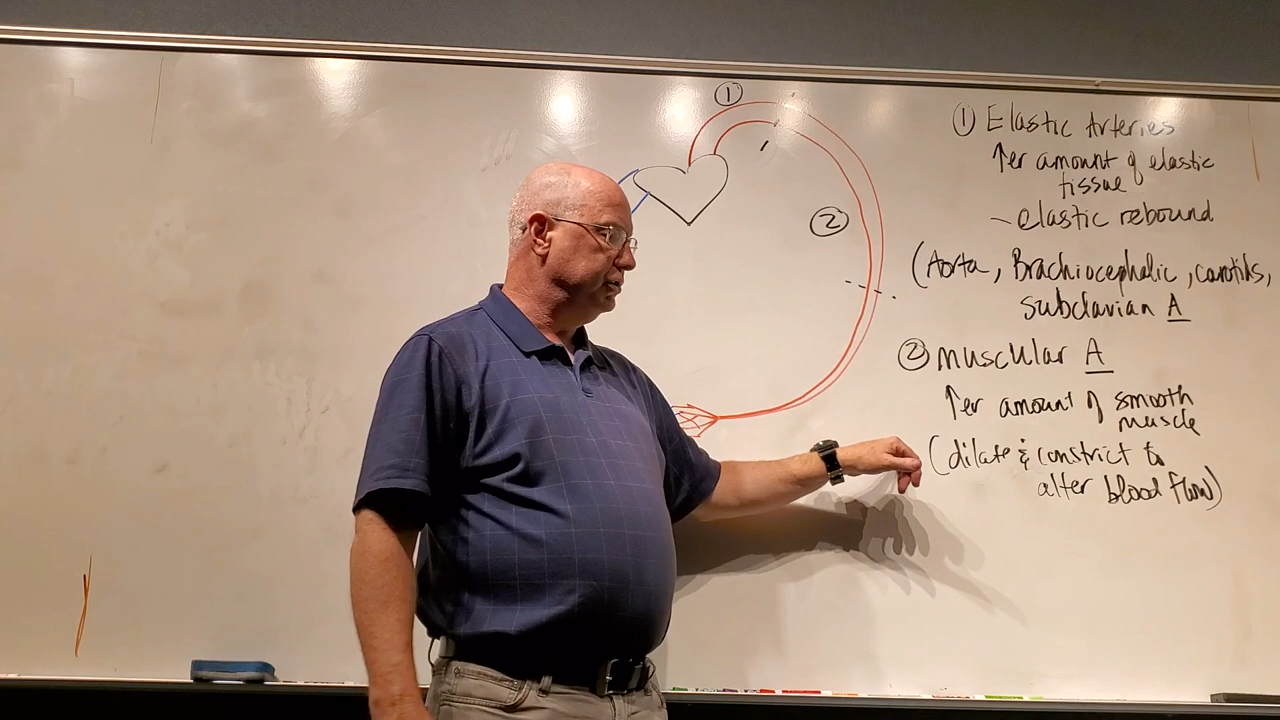 ①
②
① Elastic Arteries
↑er amount of elastic
tissue
- elastic rebound
(Aorta, Brachiocephalic, carotids,
subclavian A
② muscular A
↑er amount of smooth
muscle
(dilate & constrict to
alter blood flow)